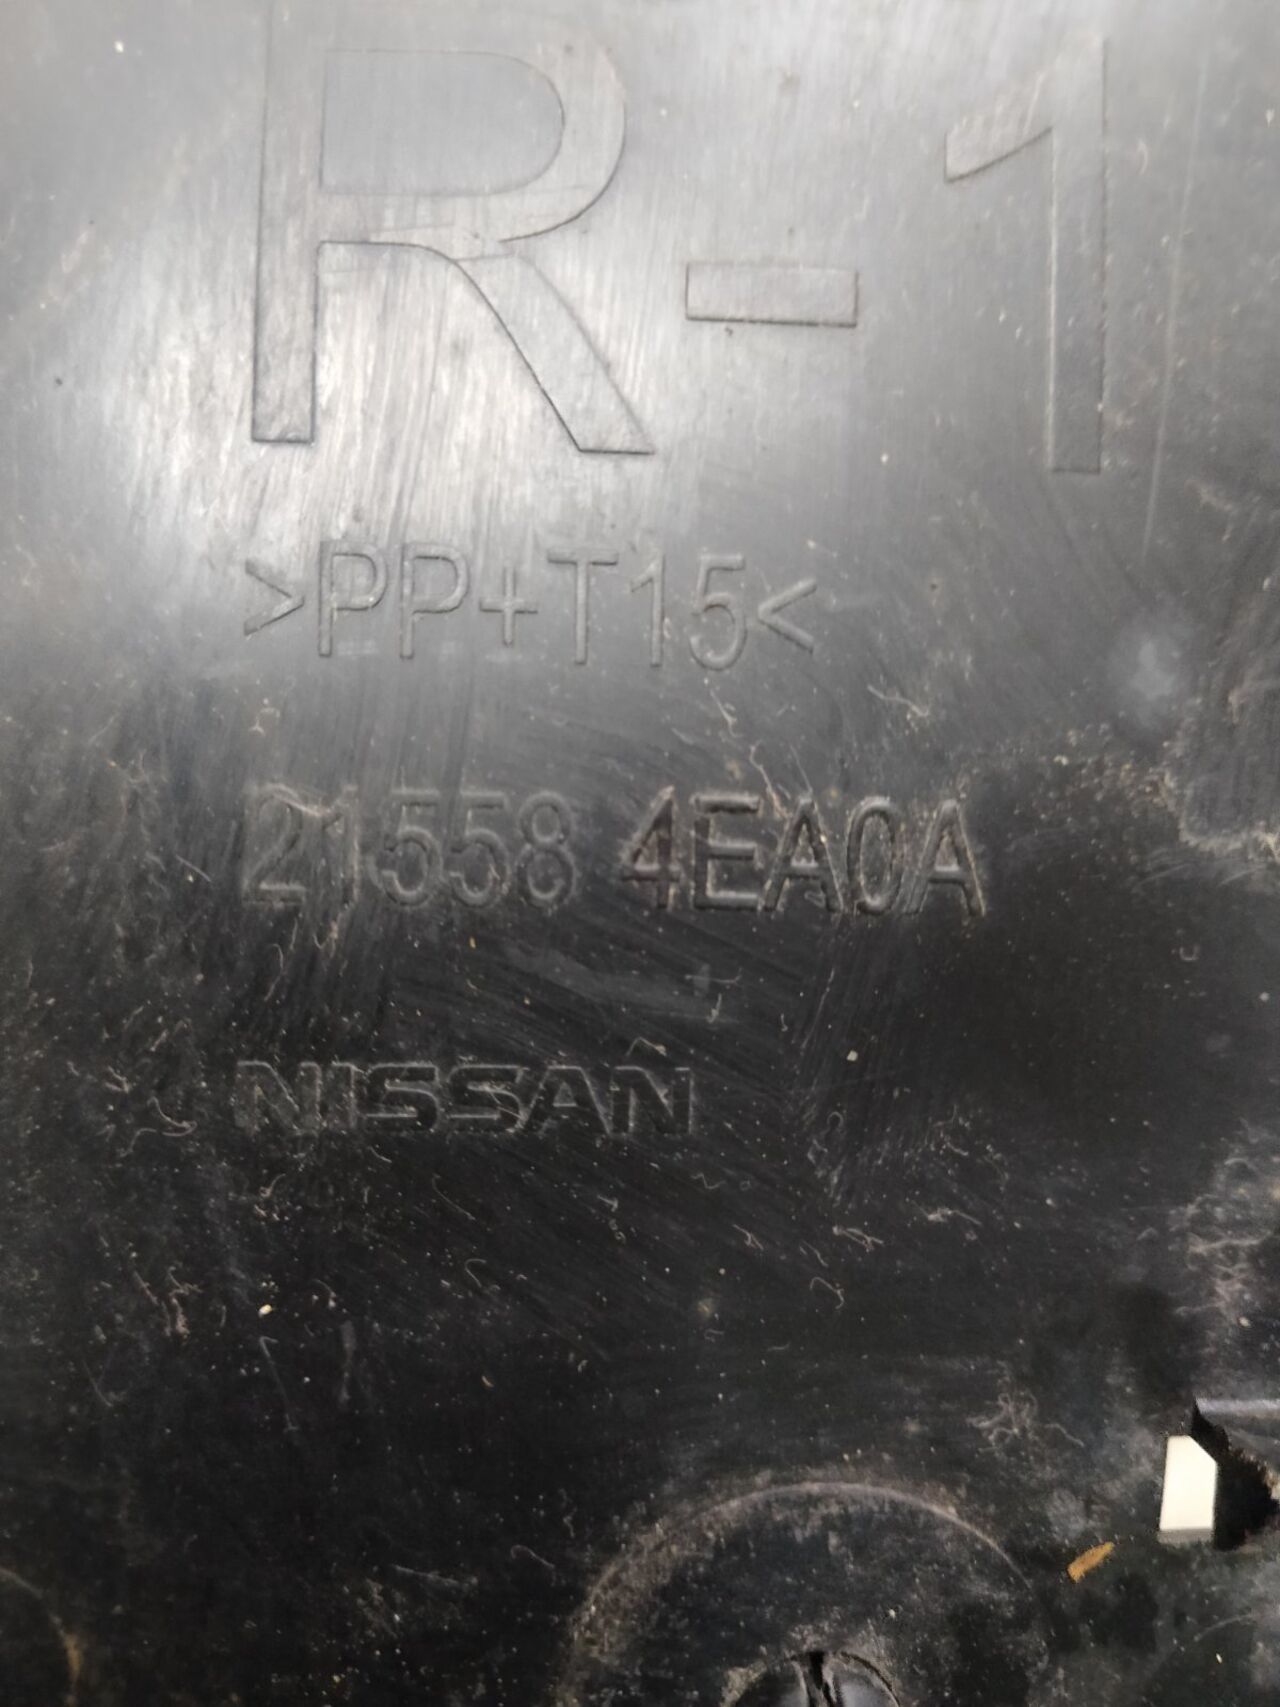 R-1
>PP+T15<
21558 4EA0A
NISSAN